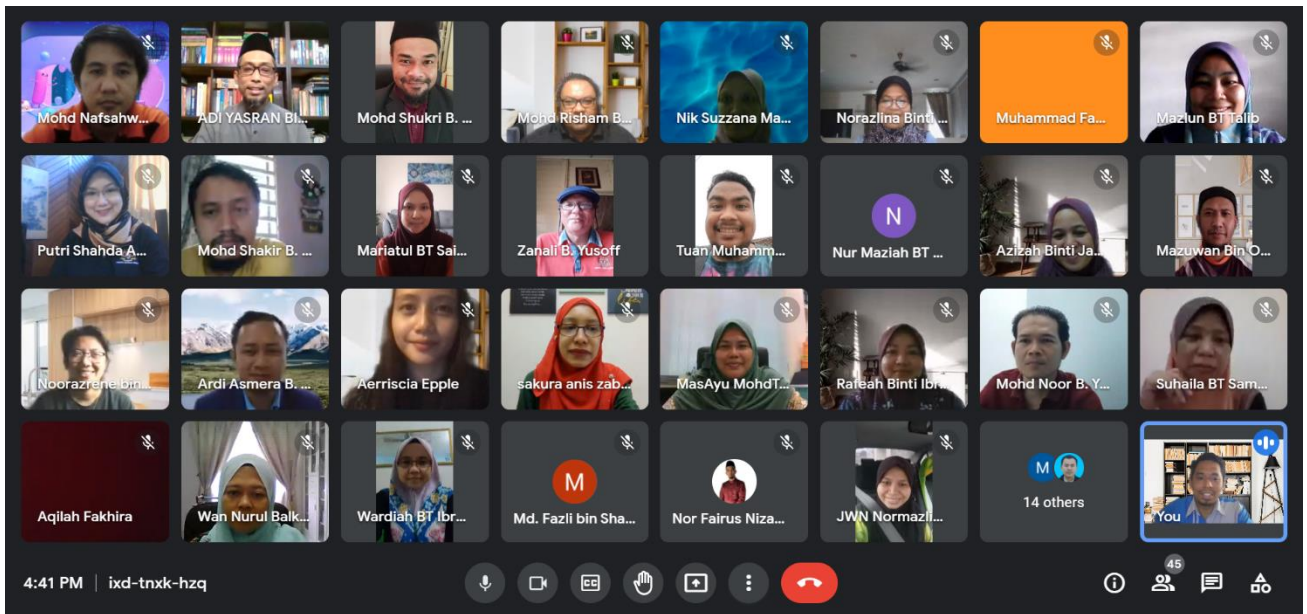 Mohd Nafsahw...
ADI YASRAN BI...
Mohd Shukri B. ...
Mohd Risham B...
Nik Suzzana Ma...
Norazlina Binti ...
Muhammad Fa...
Mazlun BT Talib
Putri Shahda A...
Mohd Shakir B. ...
Mariatul BT Sai...
Zanali B. Yusoff
Tuan Muhamm...
N
Nur Maziah BT ...
Azizah Binti Ja...
Mazuwan Bin O...
Noorazrene bin...
Ardi Asmera B. ...
Aerriscia Epple
sakura anis zab...
MasAyu MohdT...
Rafeah Binti Ibr...
Mohd Noor B. Y...
Suhaila BT Sam...
Aqilah Fakhira
Wan Nurul Balk...
Wardiah BT Ibr...
M
Md. Fazli bin Sha...
Nor Fairus Niza...
JWN Normazli...
M
14 others
You
4:41 PM | ixd-tnxk-hzq
CC
45